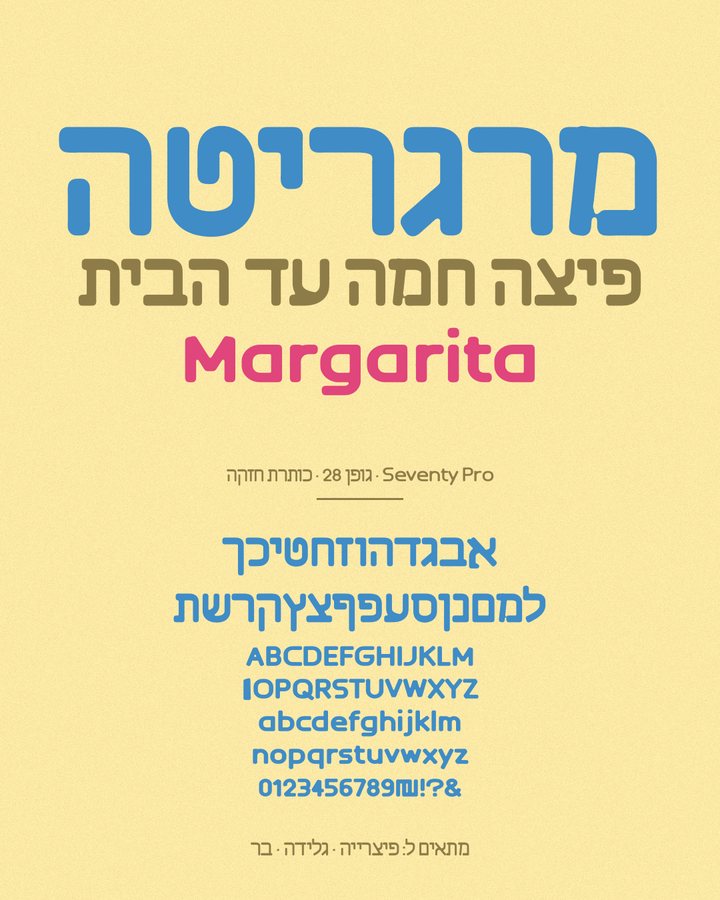 מרגריטה
פיצה חמה עד הבית
Margarita
Seventy Pro · גופן 28 · כותרת חזקה
אבגדהוזחטיכך
למםנןסעפףצץקרשת
ABCDEFGHIJKLM
OPQRSTUVWXYZ
abcdefghijklm
nopqrstuvwxyz
0123456789₪!?&
מתאים ל: פיצרייה · גלידה · בר